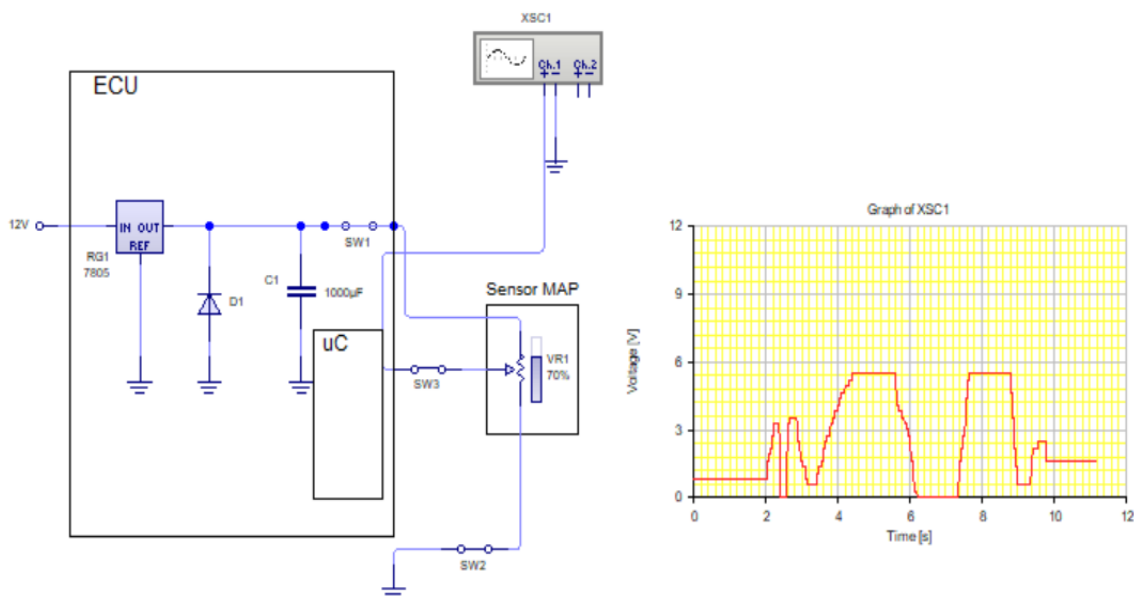 XSC1
Ch.1 Ch.2
+ - + -
ECU
12V
IN OUT
REF
RG1
7805
D1
C1
1000µF
SW1
uC
SW3
Sensor MAP
VR1
70%
SW2
Graph of XSC1
Voltage [V]
12
9
6
3
0
0 2 4 6 8 10 12
Time [s]